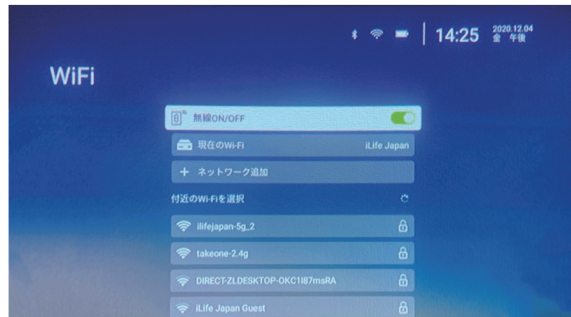 14:25 2020.12.04
金 午後
WiFi
無線ON/OFF
現在のWi-Fi iLife Japan
ネットワーク追加
付近のWi-Fiを選択
ilifejapan-5g_2
takeone-2.4g
DIRECT-ZLDESKTOP-OKC1I87msRA
iLife Japan Guest